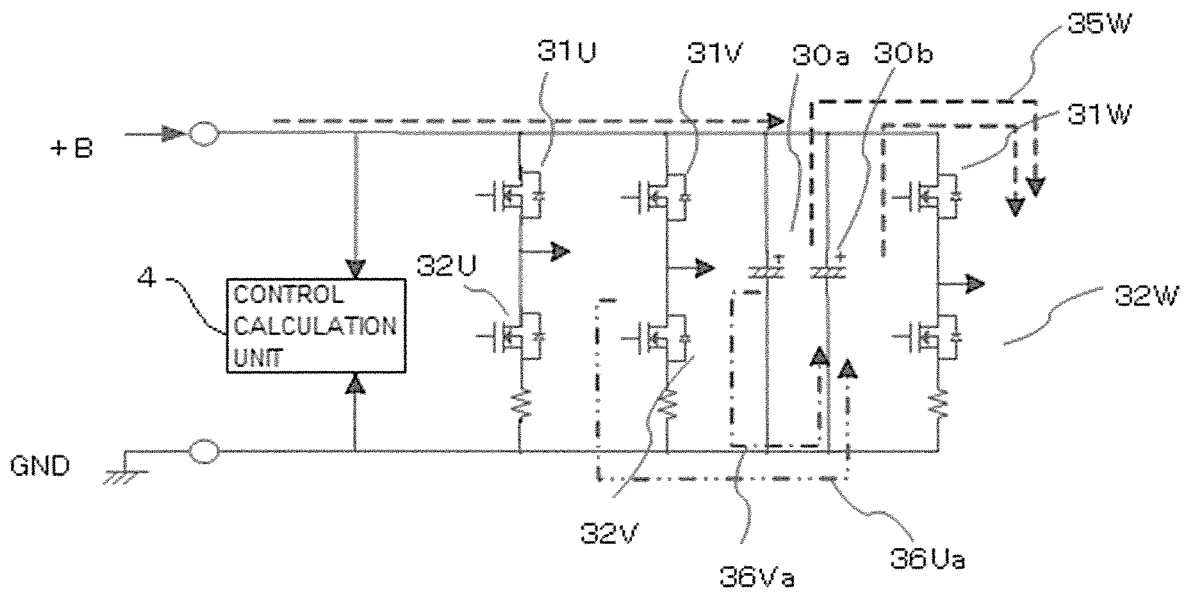 35W
31U
31V
30a
30b
31W
+B
4
CONTROL
CALCULATION
UNIT
32U
32W
GND
32V
36Va
36Ua
+
+